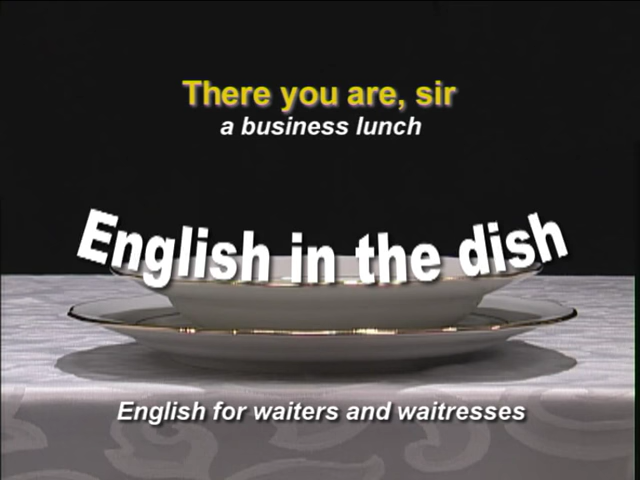 There you are, sir
a business lunch
English in the dish
English for waiters and waitresses